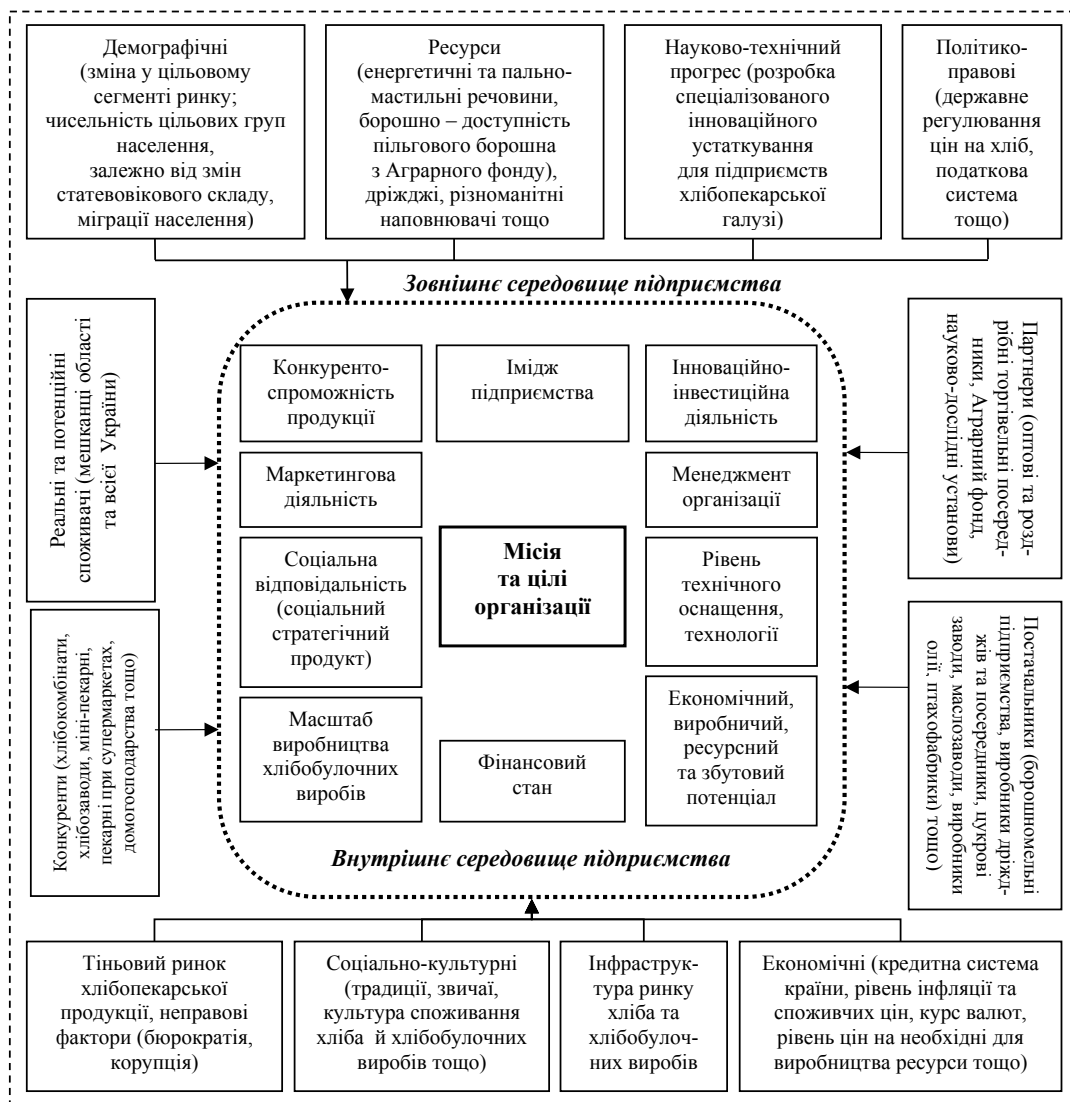 Демографічні
(зміна у цільовому
сегменті ринку;
чисельність цільових груп
населення,
залежно від змін
статевовікового складу,
міграції населення)
Ресурси
(енергетичні та пально-
мастильні речовини,
борошно – доступність
пільгового борошна
з Аграрного фонду),
дріжджі, різноманітні
наповнювачі тощо
Науково-технічний
прогрес (розробка
спеціалізованого
інноваційного
устаткування
для підприємств
хлібопекарської
галузі)
Політико-
правові
(державне
регулювання
цін на хліб,
податкова
система
тощо)
Зовнішнє середовище підприємства
Реальні та потенційні
споживачі (мешканці області
та всієї України)
Конкуренти (хлібокомбінати,
хлібозаводи, міні-пекарні,
пекарні при супермаркетах,
домогосподарства тощо)
Конкуренто-
спроможність
продукції
Імідж
підприємства
Інноваційно-
інвестиційна
діяльність
Маркетингова
діяльність
Менеджмент
організації
Соціальна
відповідальність
(соціальний
стратегічний
продукт)
Місія
та цілі
організації
Рівень
технічного
оснащення,
технології
Масштаб
виробництва
хлібобулочних
виробів
Фінансовий
стан
Економічний,
виробничий,
ресурсний
та збутовий
потенціал
Внутрішнє середовище підприємства
Партнери (оптові та розд-
рібні торгівельні посеред-
ники, Аграрний фонд,
науково-дослідні установи)
Постачальники (борошномельні
підприємства, виробники дріжд-
жів та посередники, цукрові
заводи, маслозаводи, виробники
олії, птахофабрики) тощо)
Тіньовий ринок
хлібопекарської
продукції, неправові
фактори (бюрократія,
корупція)
Соціально-культурні
(традиції, звичаї,
культура споживання
хліба й хлібобулочних
виробів тощо)
Інфраструк-
тура ринку
хліба та
хлібобулоч-
них виробів
Економічні (кредитна система
країни, рівень інфляції та
споживчих цін, курс валют,
рівень цін на необхідні для
виробництва ресурси тощо)